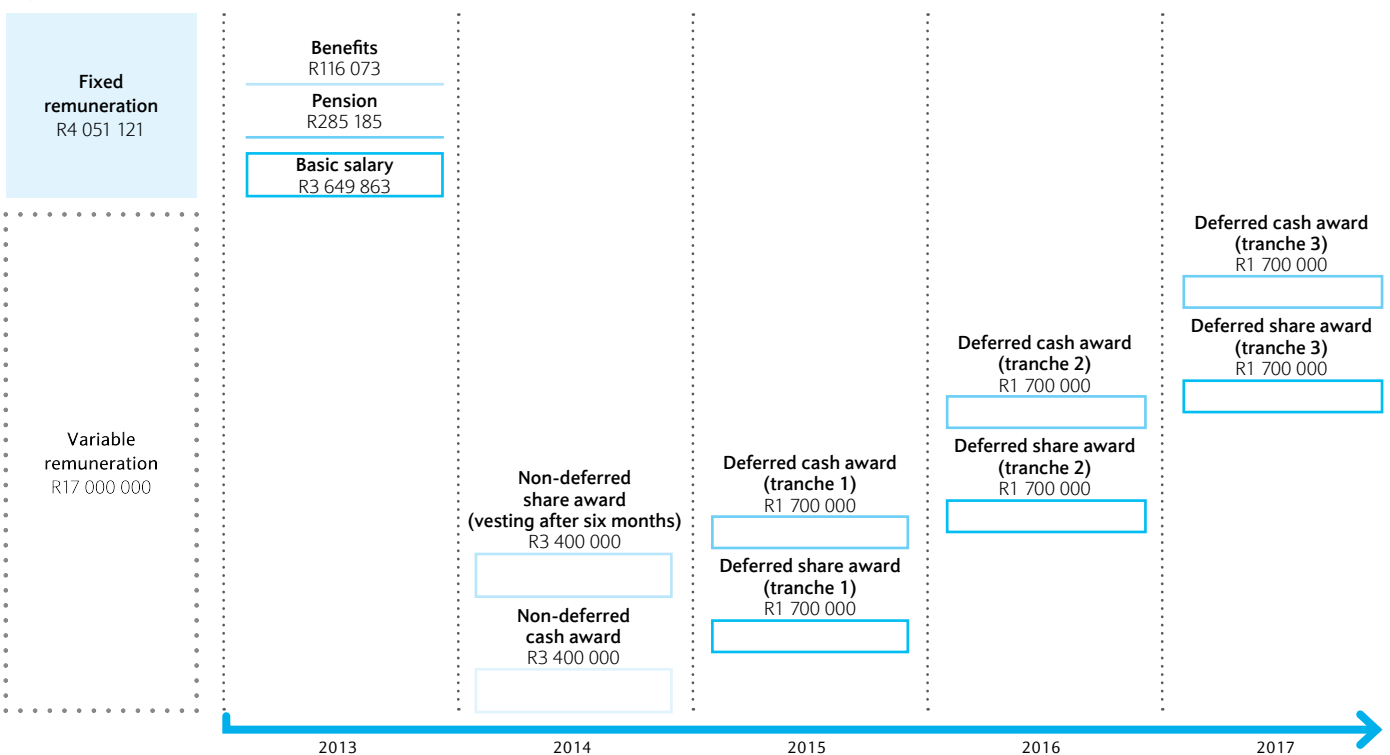 Fixed
remuneration
R4 051 121
Benefits
R116 073
Pension
R285 185
Basic salary
R3 649 863
Variable
remuneration
R17 000 000
Non-deferred
share award
(vesting after six months)
R3 400 000
Non-deferred
cash award
R3 400 000
Deferred cash award
(tranche 1)
R1 700 000
Deferred share award
(tranche 1)
R1 700 000
Deferred cash award
(tranche 2)
R1 700 000
Deferred share award
(tranche 2)
R1 700 000
Deferred cash award
(tranche 3)
R1 700 000
Deferred share award
(tranche 3)
R1 700 000
2013
2014
2015
2016
2017